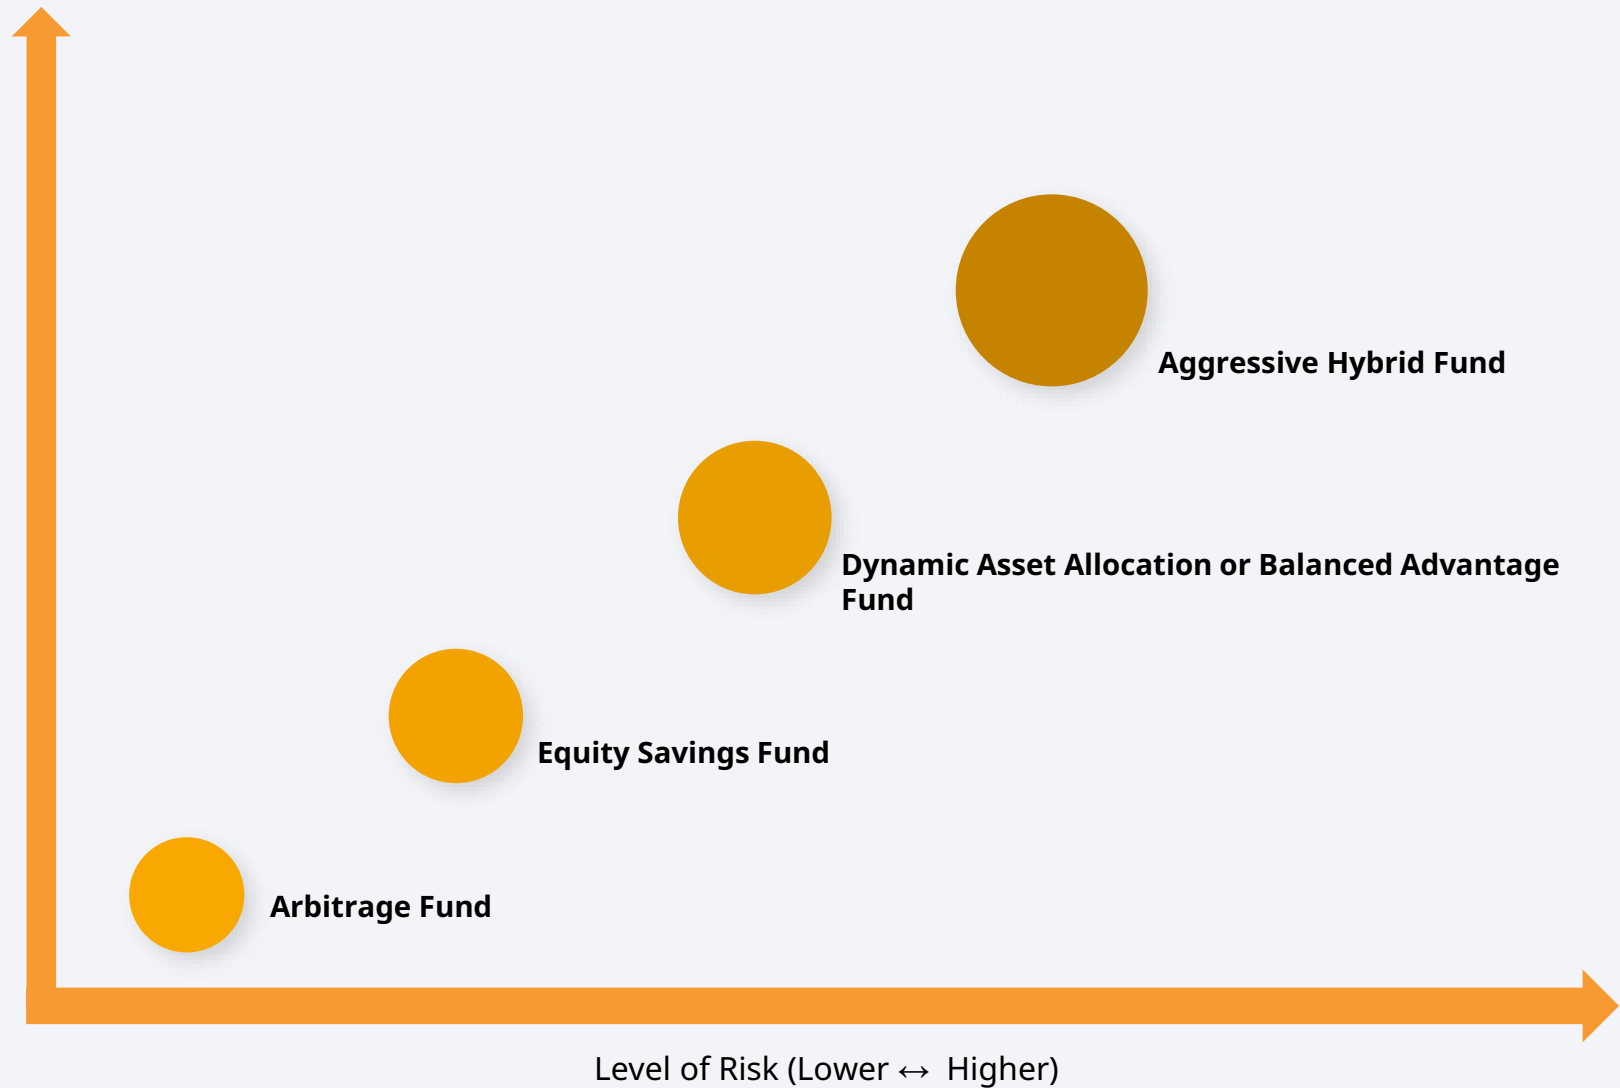 Aggressive Hybrid Fund
Dynamic Asset Allocation or Balanced Advantage
Fund
Equity Savings Fund
Arbitrage Fund
Level of Risk (Lower ↔ Higher)